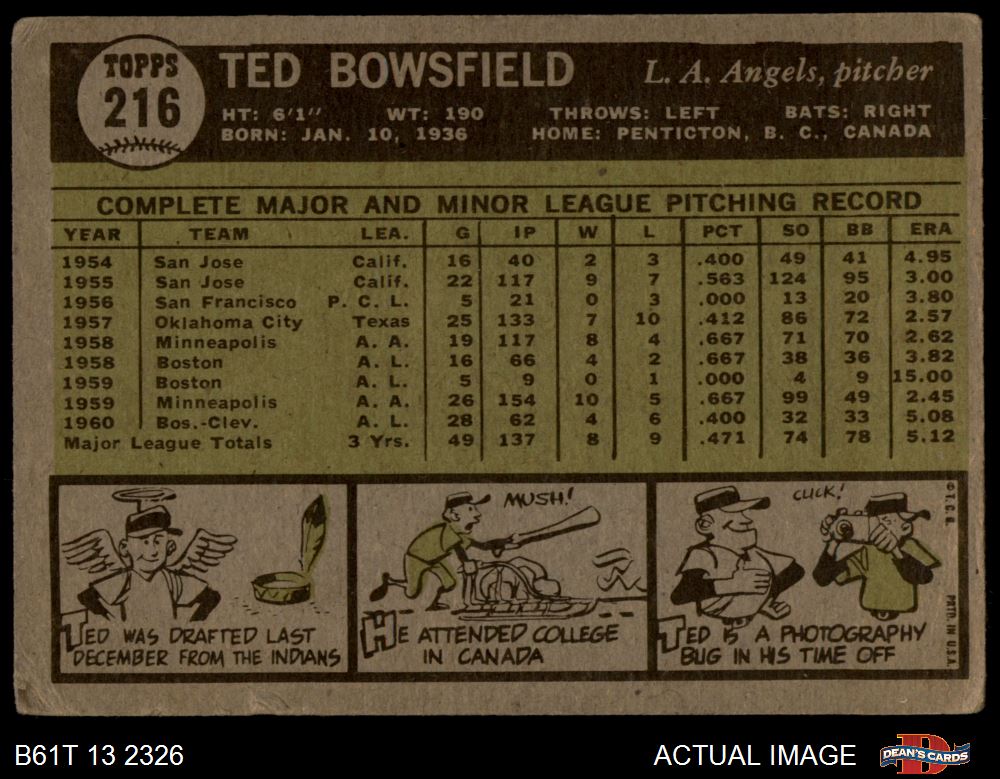 TOPPS
216
TED BOWSFIELD
L. A. Angels, pitcher
HT: 6'1" WT: 190 THROWS: LEFT BATS: RIGHT
BORN: JAN. 10, 1936 HOME: PENTICTON, B. C., CANADA
COMPLETE MAJOR AND MINOR LEAGUE PITCHING RECORD
YEAR TEAM LEA. G IP W L PCT SO BB ERA
1954 San Jose Calif. 16 40 2 3 .400 49 41 4.95
1955 San Jose Calif. 22 117 9 7 .563 124 95 3.00
1956 San Francisco P. C. L. 5 21 0 3 .000 13 20 3.80
1957 Oklahoma City Texas 25 133 7 10 .412 86 72 2.57
1958 Minneapolis A. A. 19 117 8 4 .667 71 70 2.62
1958 Boston A. L. 16 66 4 2 .667 38 36 3.82
1959 Boston A. L. 5 9 0 1 .000 4 9 15.00
1959 Minneapolis A. A. 26 154 10 5 .667 99 49 2.45
1960 Bos.-Clev. A. L. 28 62 4 6 .400 32 33 5.08
Major League Totals 3 Yrs. 49 137 8 9 .471 74 78 5.12
TED WAS DRAFTED LAST
DECEMBER FROM THE INDIANS
MUSH!
HE ATTENDED COLLEGE
IN CANADA
CLICK!
TED IS A PHOTOGRAPHY
BUG IN HIS TIME OFF
© T. C. G.
PRTD. IN U.S.A.
B61T 13 2326
ACTUAL IMAGE
DEAN'S CARDS